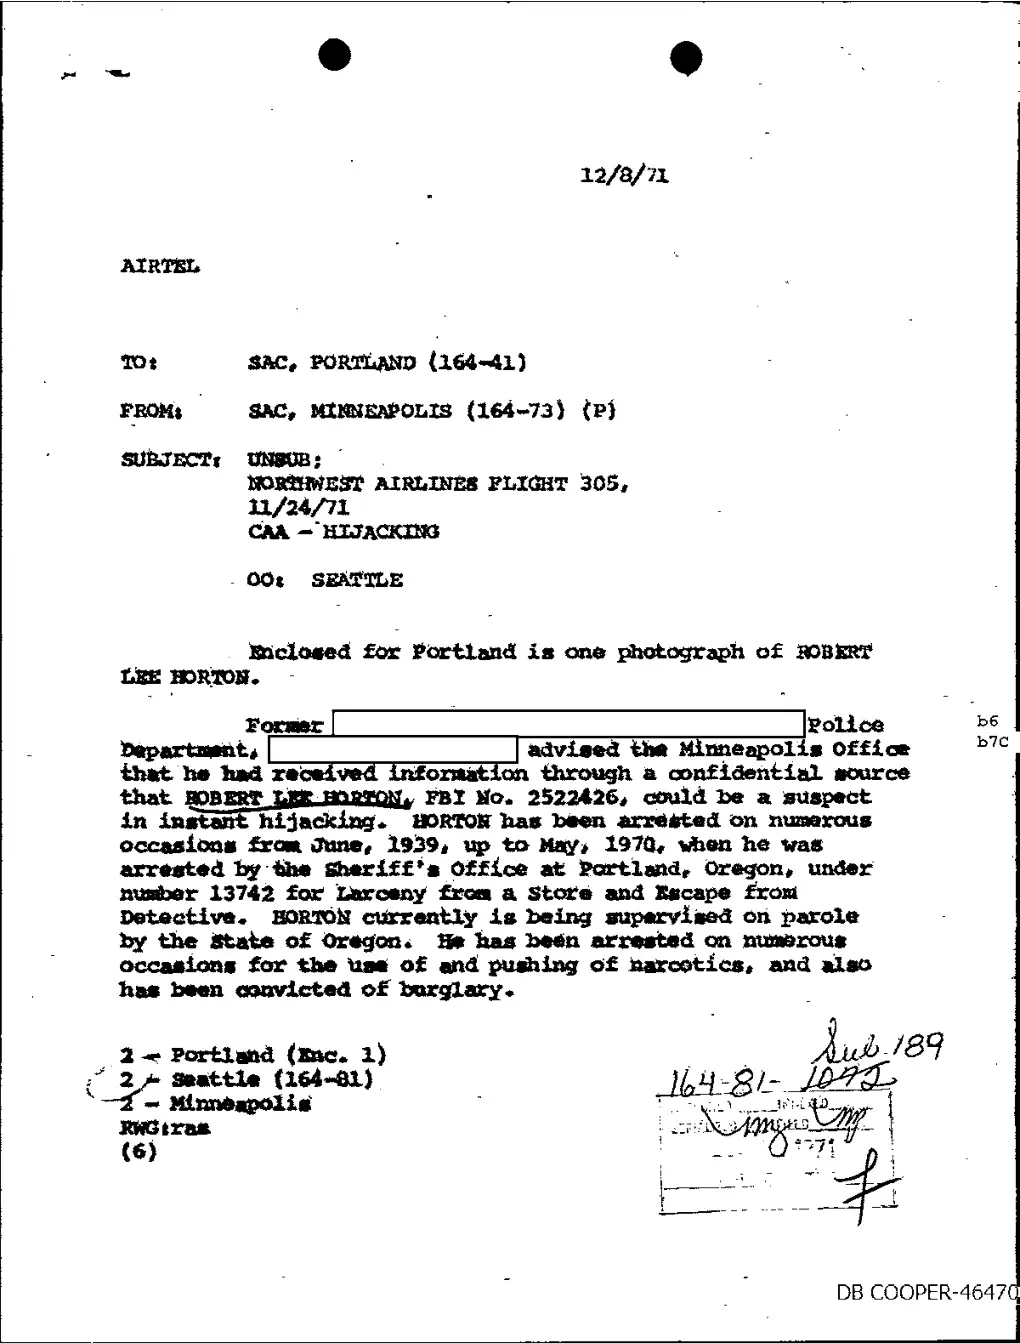 12/8/71
AIRTEL
TO: SAC, PORTLAND (164-41)
FROM: SAC, MINNEAPOLIS (164-73) (P)
SUBJECT: UNSUB;
NORTHWEST AIRLINES FLIGHT 305,
11/24/71
CAA - HIJACKING
OO: SEATTLE
Enclosed for Portland is one photograph of ROBERT
LEE HORTON.
Former Police
b6
Department, advised the Minneapolis Office
b7C
that he had received information through a confidential source
that ROBERT LEE HORTON, FBI No. 2522426, could be a suspect
in instant hijacking. HORTON has been arrested on numerous
occasions from June, 1939, up to May, 1970, when he was
arrested by the Sheriff's Office at Portland, Oregon, under
number 13742 for Larceny from a Store and Escape from
Detective. HORTON currently is being supervised on parole
by the State of Oregon. He has been arrested on numerous
occasions for the use of and pushing of narcotics, and also
has been convicted of burglary.
2 - Portland (Enc. 1)
2 - Seattle (164-81)
2 - Minneapolis
RWG:ras
(6)
Sub 189
164-81-1092
DB COOPER-46470